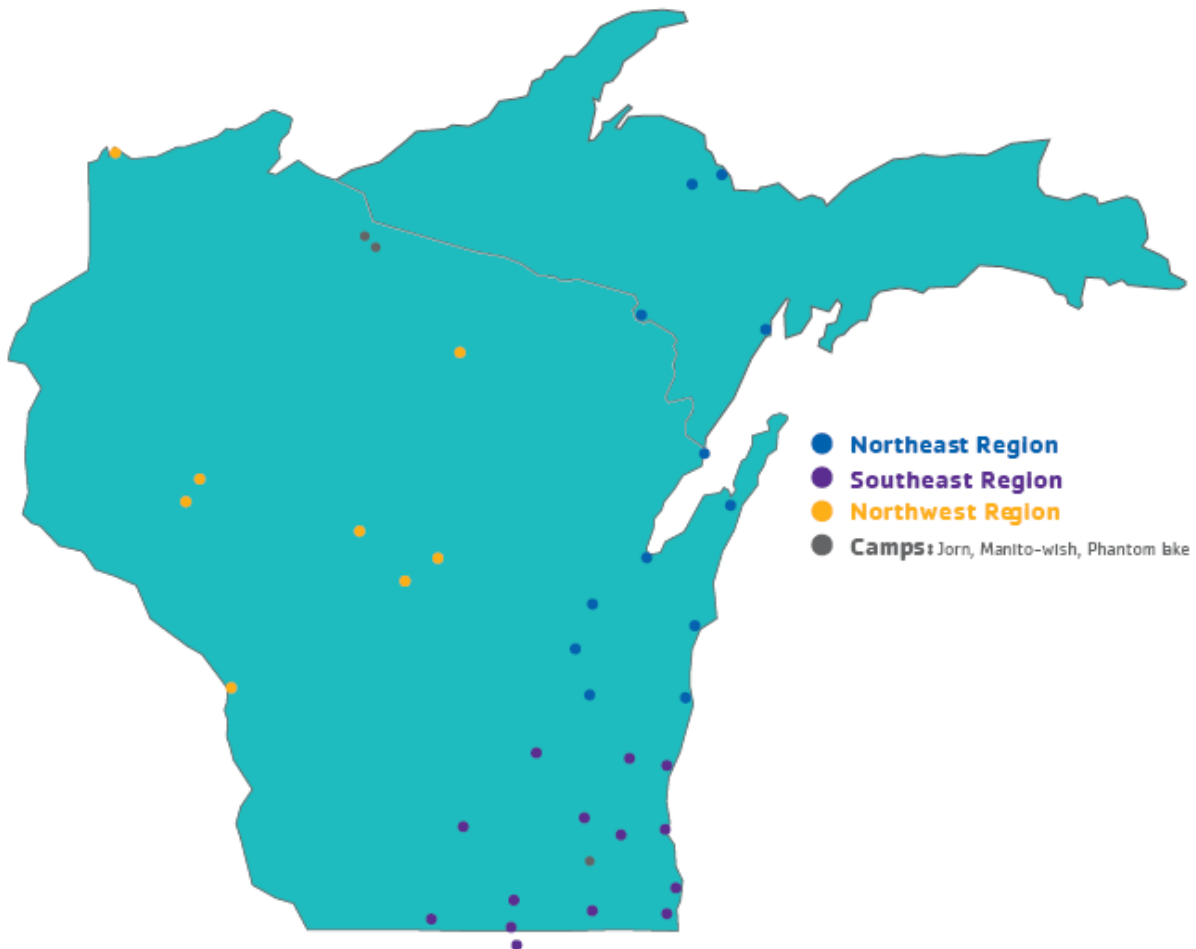 Northeast Region
Southeast Region
Northwest Region
Camps: Jorn, Manito-wish, Phantom lake